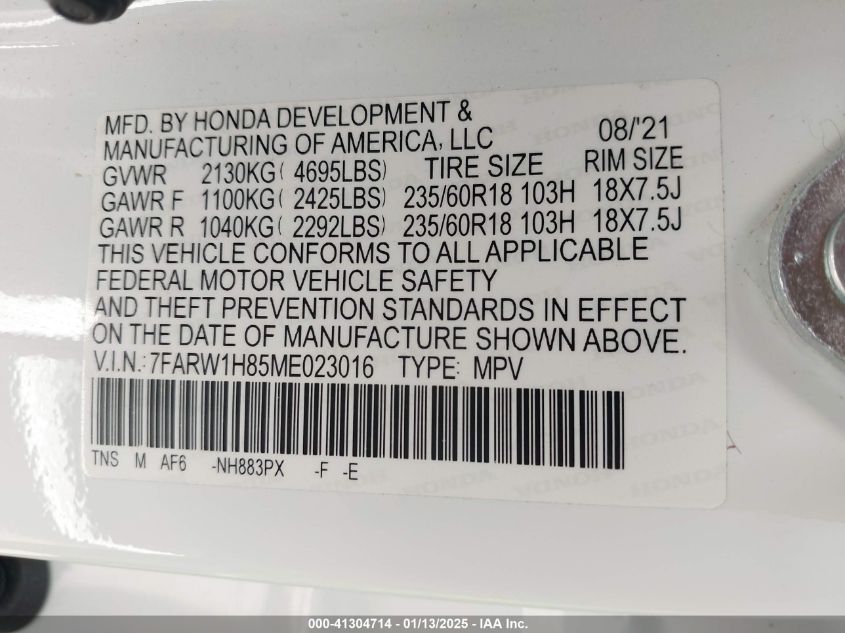 MFD. BY HONDA DEVELOPMENT &
MANUFACTURING OF AMERICA, LLC 08/'21
GVWR 2130KG( 4695LBS) TIRE SIZE RIM SIZE
GAWR F 1100KG( 2425LBS) 235/60R18 103H 18X7.5J
GAWR R 1040KG( 2292LBS) 235/60R18 103H 18X7.5J
THIS VEHICLE CONFORMS TO ALL APPLICABLE
FEDERAL MOTOR VEHICLE SAFETY
AND THEFT PREVENTION STANDARDS IN EFFECT
ON THE DATE OF MANUFACTURE SHOWN ABOVE.
V.I.N.: 7FARW1H85ME023016 TYPE: MPV
TNS M AF6 -NH883PX -F -E
HONDA
000-41304714 - 01/13/2025 - IAA Inc.